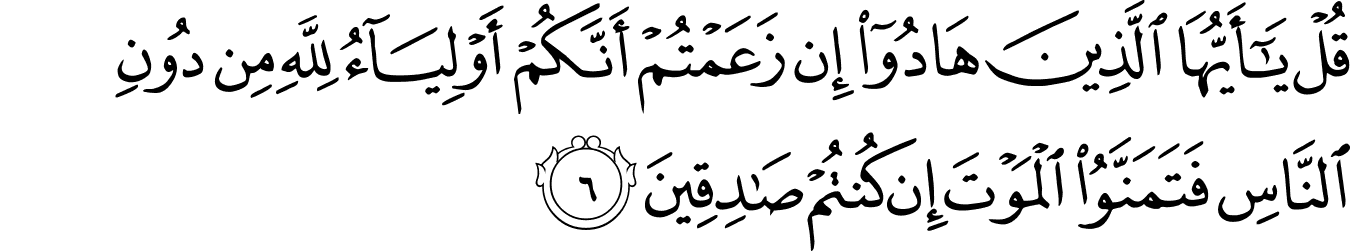 قُلْ يَـٰٓأَيُّهَا ٱلَّذِينَ هَادُوٓا۟ إِن زَعَمْتُمْ أَنَّكُمْ أَوْلِيَآءُ لِلَّهِ مِن دُونِ
ٱلنَّاسِ فَتَمَنَّوُا۟ ٱلْمَوْتَ إِن كُنتُمْ صَـٰدِقِينَ ٦